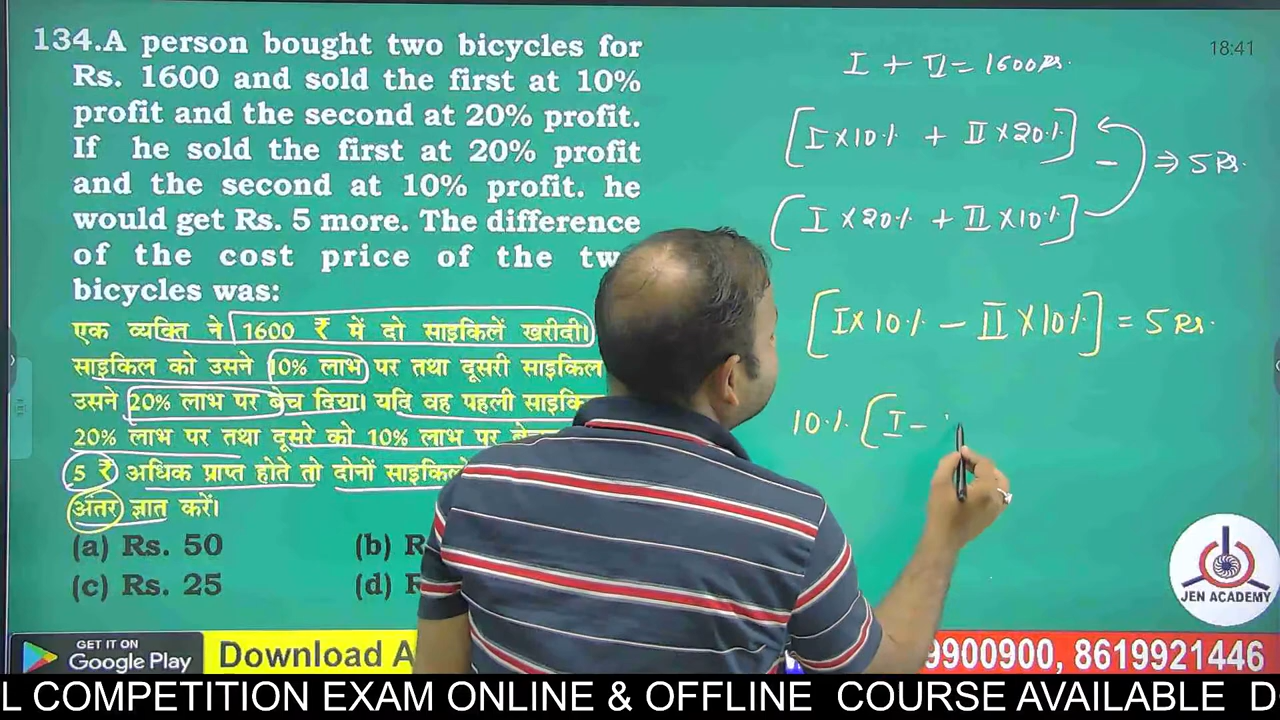 134.A person bought two bicycles for
Rs. 1600 and sold the first at 10%
profit and the second at 20% profit.
If he sold the first at 20% profit
and the second at 10% profit. he
would get Rs. 5 more. The difference
of the cost price of the tw
bicycles was:
एक व्यक्ति ने 1600 ₹ में दो साइकिलें खरीदी।
साइकिल को उसने 10% लाभ पर तथा दूसरी साइकिल
उसने 20% लाभ पर बेच दिया। यदि वह पहली
20% लाभ पर तथा दूसरे को 10% लाभ पर
5 ₹ अधिक प्राप्त होते तो दोनों
अंतर ज्ञात करें।
(a) Rs. 50 (b) R
(c) Rs. 25 (d)
18:41
I + II = 1600 Rs.
[I×10% + II×20%]
- ⇒ 5 Rs.
[I×20% + II×10%]
[I×10% - II×10%] = 5 Rs.
10% [I-
JEN ACADEMY
GET IT ON
Google Play
Download A
9900900, 8619921446
L COMPETITION EXAM ONLINE & OFFLINE COURSE AVAILABLE D